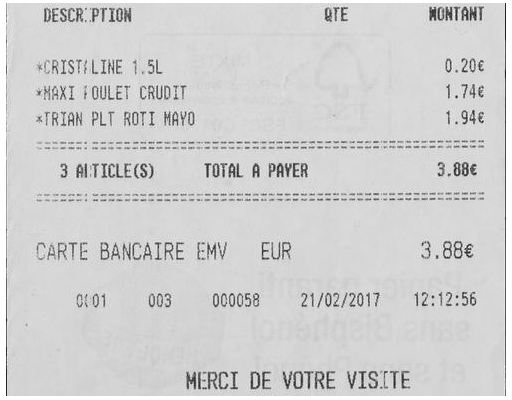 DESCRIPTION QTE MONTANT
*CRISTALINE 1.5L 0.20€
*MAXI POULET CRUDIT 1.74€
*TRIAN PLT ROTI MAYO 1.94€
3 ARTICLE(S) TOTAL A PAYER 3.88€
CARTE BANCAIRE EMV EUR 3.88€
0001 003 000058 21/02/2017 12:12:56
MERCI DE VOTRE VISITE